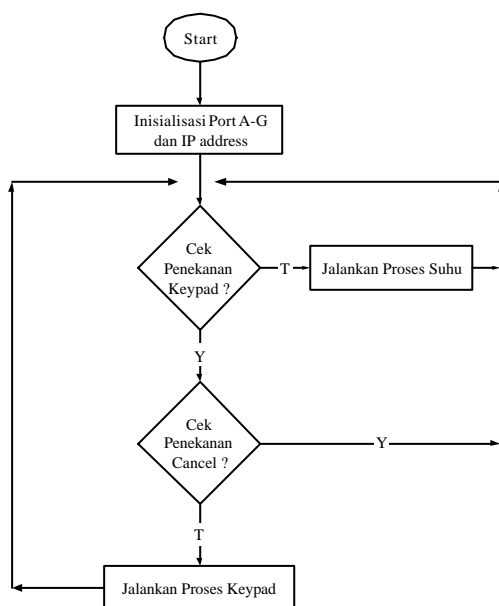 Start
Inisialisasi Port A-G
dan IP address
Cek
Penekanan
Keypad ?
T
Jalankan Proses Suhu
Y
Cek
Penekanan
Cancel ?
Y
T
Jalankan Proses Keypad